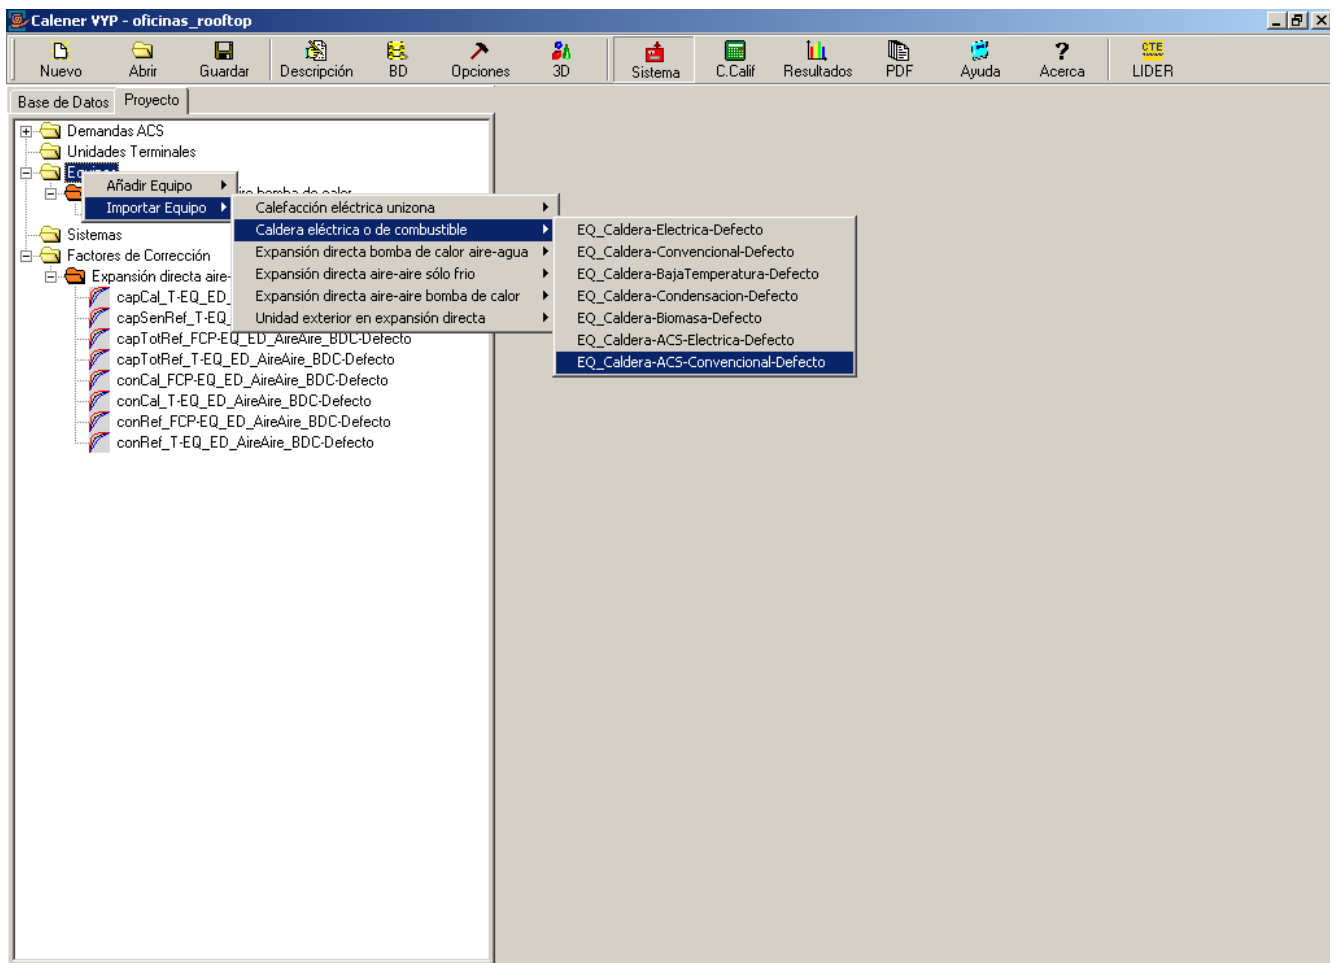 Calener VYP - oficinas_rooftop
Nuevo Abrir Guardar Descripción BD Opciones 3D Sistema C.Calif Resultados PDF Ayuda Acerca CTE LIDER
Base de Datos Proyecto
Demandas ACS
Unidades Terminales
Añadir Equipo
bomba de calor
Importar Equipo
Calefacción eléctrica unizona
Caldera eléctrica o de combustible
Expansión directa bomba de calor aire-agua
Expansión directa aire-aire sólo frio
Expansión directa aire-aire bomba de calor
Unidad exterior en expansión directa
EQ_Caldera-Electrica-Defecto
EQ_Caldera-Convencional-Defecto
EQ_Caldera-BajaTemperatura-Defecto
EQ_Caldera-Condensacion-Defecto
EQ_Caldera-Biomasa-Defecto
EQ_Caldera-ACS-Electrica-Defecto
EQ_Caldera-ACS-Convencional-Defecto
Sistemas
Factores de Corrección
Expansión directa aire-
capCal_T-EQ_ED_
capSenRef_T-EQ_
capTotRef_FCP-EQ_ED_AireAire_BDC-Defecto
capTotRef_T-EQ_ED_AireAire_BDC-Defecto
conCal_FCP-EQ_ED_AireAire_BDC-Defecto
conCal_T-EQ_ED_AireAire_BDC-Defecto
conRef_FCP-EQ_ED_AireAire_BDC-Defecto
conRef_T-EQ_ED_AireAire_BDC-Defecto